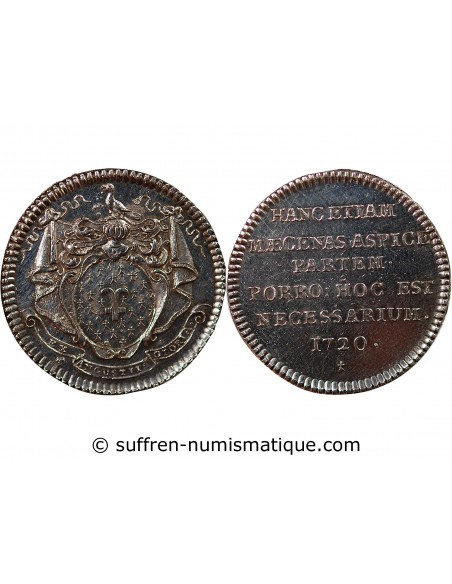 HANC ETIAM
MÆCENAS ASPICE
PARTEM
PORRO: HOC EST
NECESSARIUM.
1720.
© suffren-numismatique.com